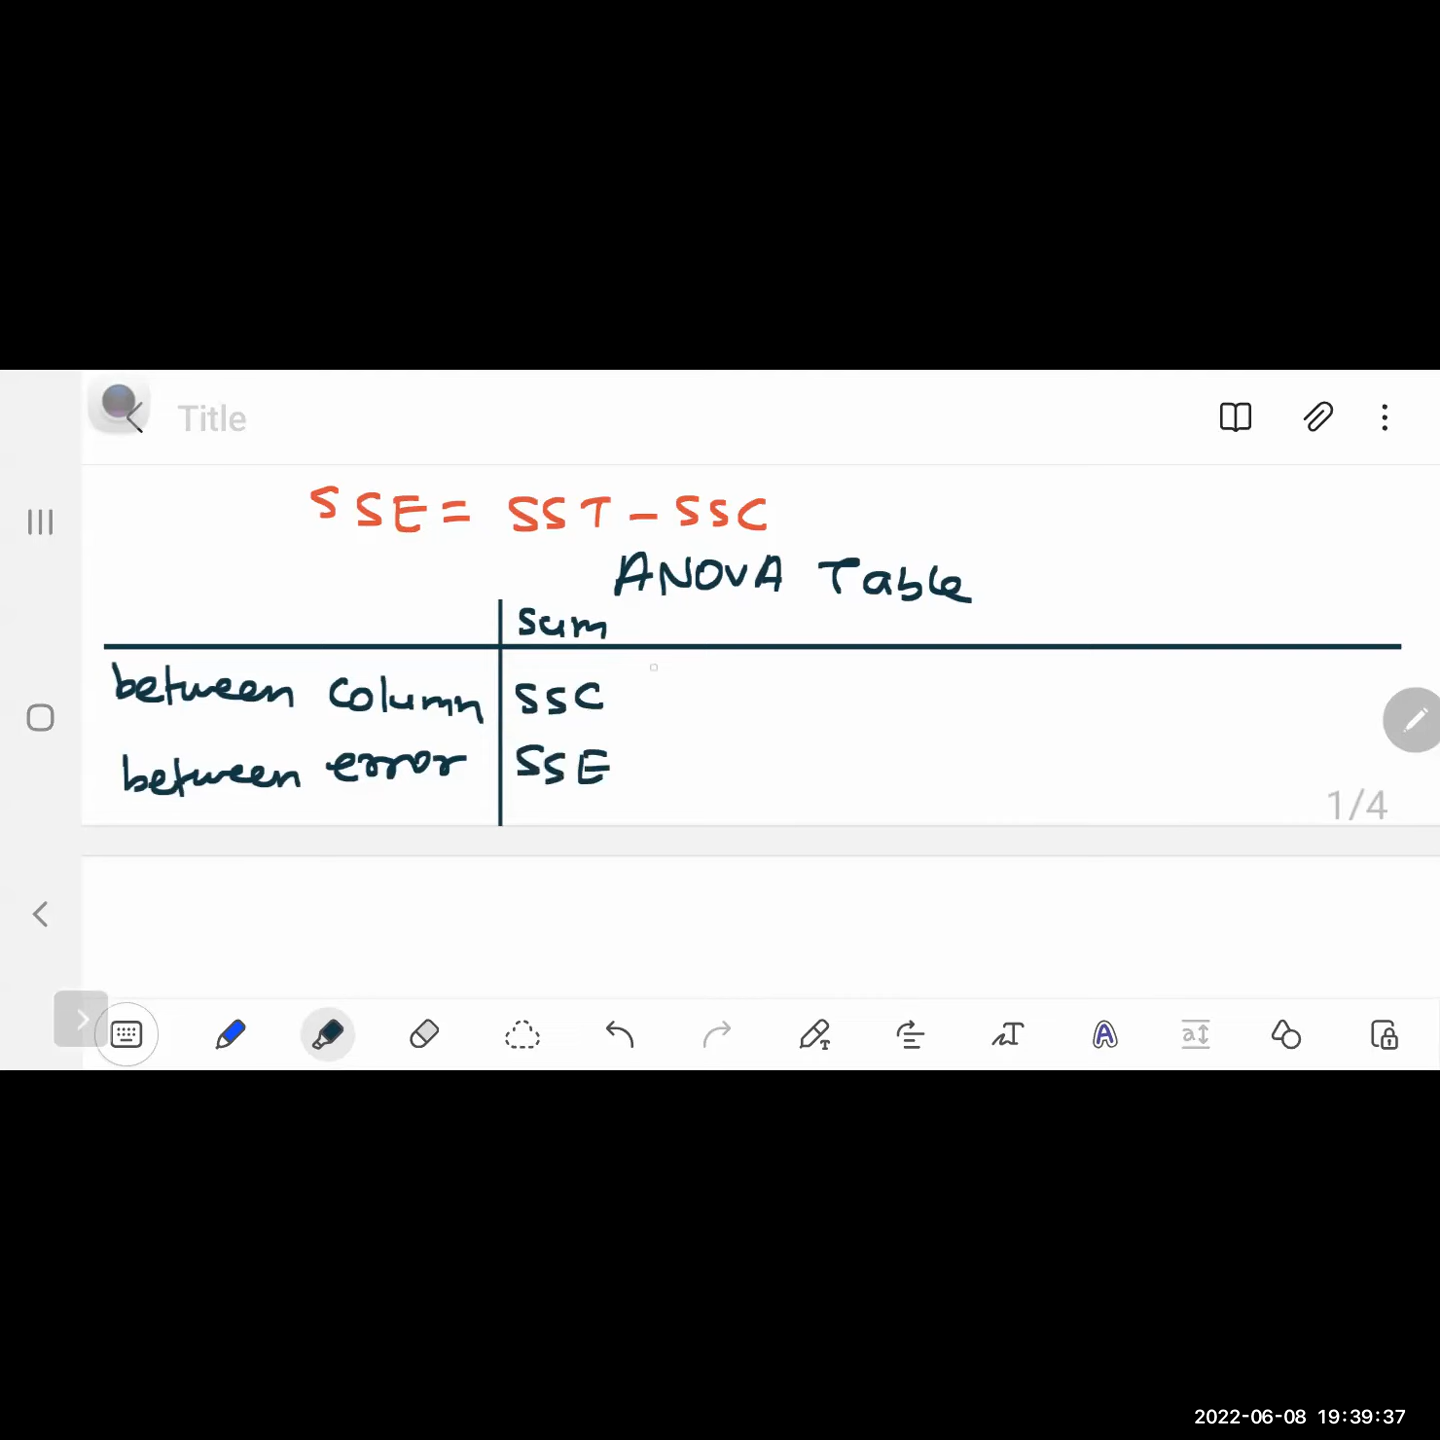 Title
SSE = SST - SSC
ANOVA Table
sum
between column SSC
between error SSE
1/4
2022-06-08 19:39:37